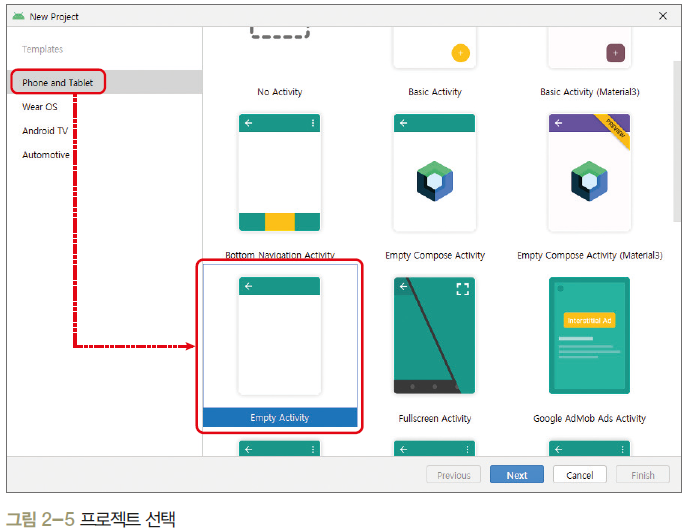 New Project
Templates
Phone and Tablet
Wear OS
Android TV
Automotive
No Activity
Basic Activity
Basic Activity (Material3)
PREVIEW
Bottom Navigation Activity
Empty Compose Activity
Empty Compose Activity (Material3)
Interstitial Ad
Empty Activity
Fullscreen Activity
Google AdMob Ads Activity
Previous
Next
Cancel
Finish
그림 2-5 프로젝트 선택